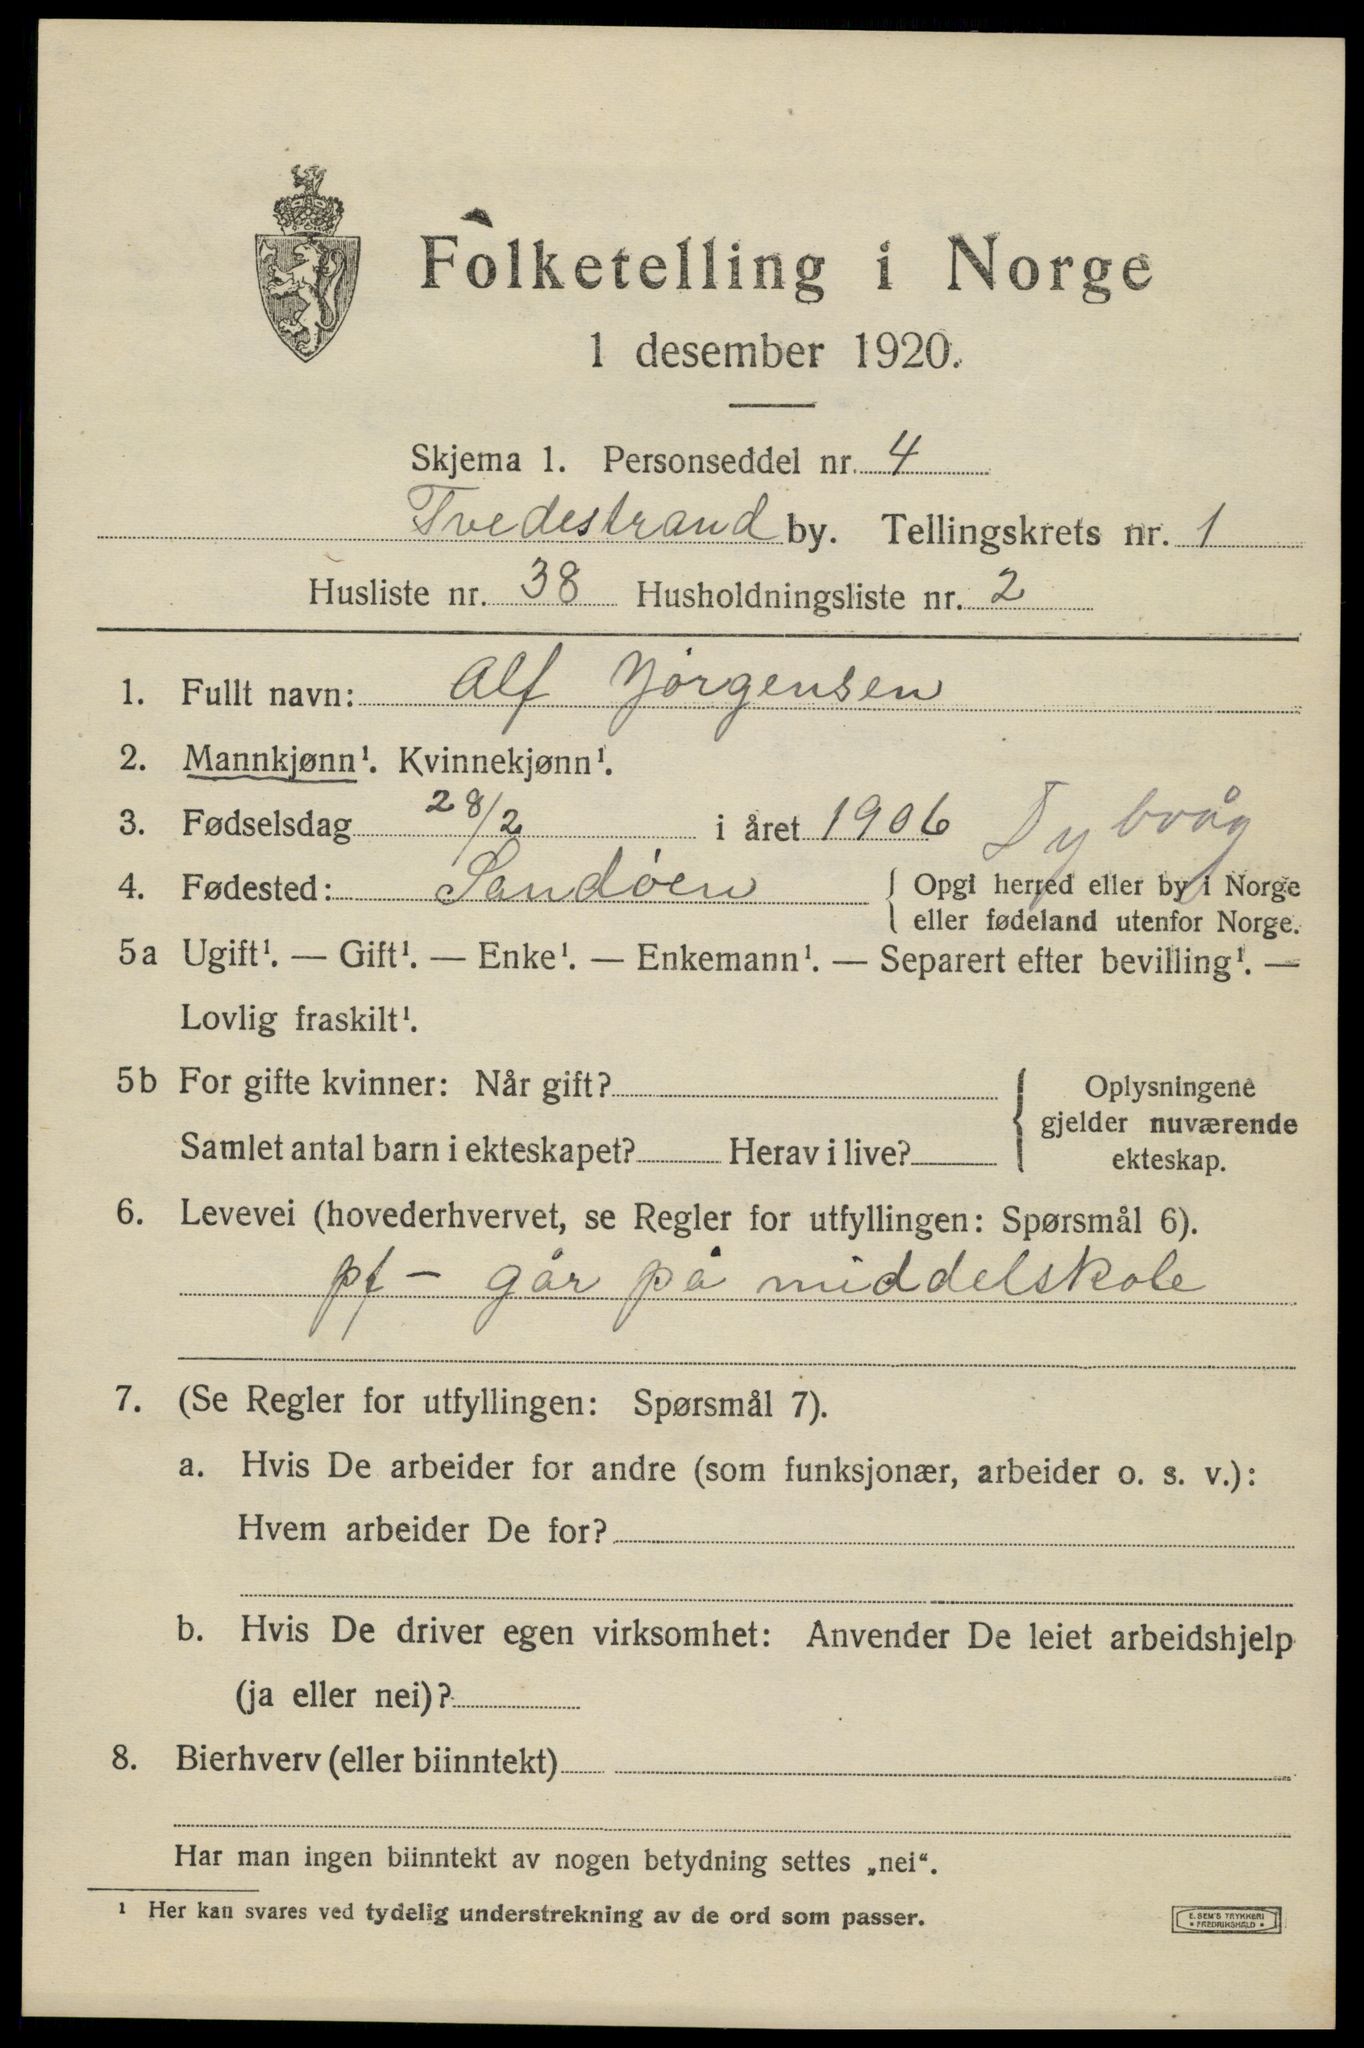 Folketelling i Norge
1 desember 1920.
Skjema 1. Personseddel nr. 4
Tvedestrand by. Tellingskrets nr. 1
Husliste nr. 38 Husholdningsliste nr. 2
1. Fullt navn: Alf Jörgensen
2. Mannkjønn¹. Kvinnekjønn¹.
3. Fødselsdag 28/2 i året 1906 Dybvåg
4. Fødested: Sandöen { Opgi herred eller by i Norge
eller fødeland utenfor Norge.
5a Ugift¹. — Gift¹. — Enke¹. — Enkemann¹. — Separert efter bevilling¹. —
Lovlig fraskilt¹.
5b For gifte kvinner: Når gift? { Oplysningene
gjelder nuværende
Samlet antal barn i ekteskapet? Herav i live? ekteskap.
6. Levevei (hovederhvervet, se Regler for utfyllingen: Spørsmål 6).
pf - går på middelskole
7. (Se Regler for utfyllingen: Spørsmål 7).
a. Hvis De arbeider for andre (som funksjonær, arbeider o. s. v.):
Hvem arbeider De for?
b. Hvis De driver egen virksomhet: Anvender De leiet arbeidshjelp
(ja eller nei)?
8. Bierhverv (eller biinntekt)
Har man ingen biinntekt av nogen betydning settes „nei“.
¹ Her kan svares ved tydelig understrekning av de ord som passer.
E. SEM'S TRYKKERI
* FREDRIKSHALD *